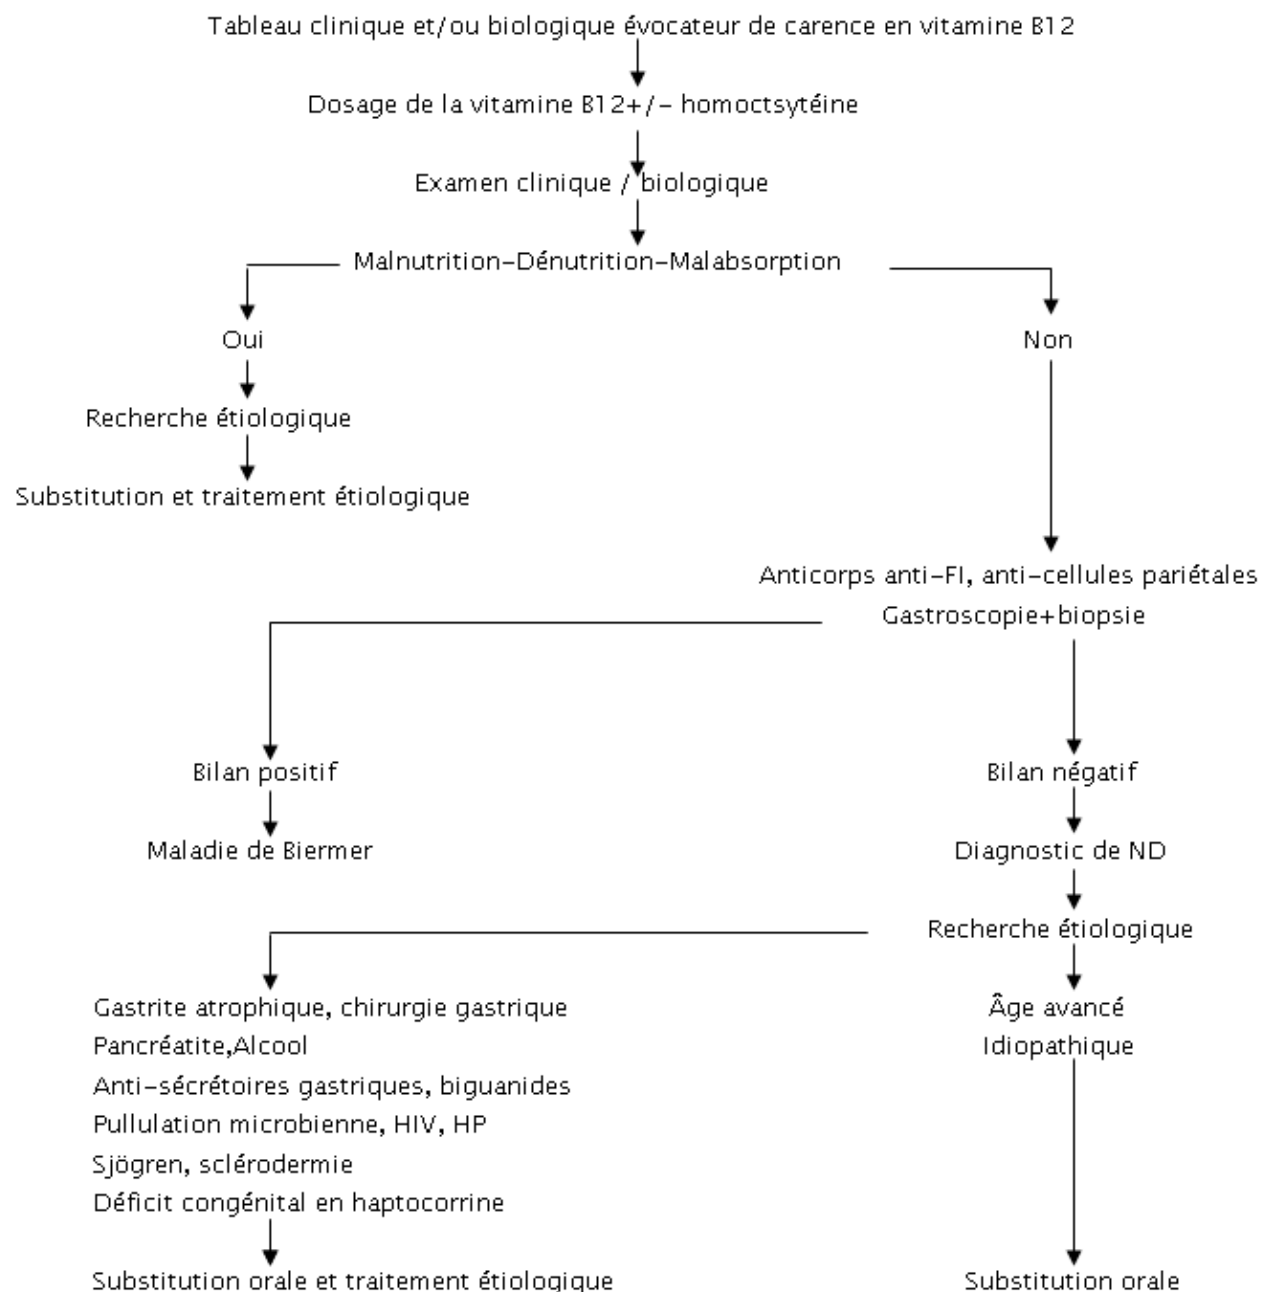 Tableau clinique et/ou biologique évocateur de carence en vitamine B12
Dosage de la vitamine B12+/- homoctsytéine
Examen clinique / biologique
Malnutrition-Dénutrition-Malabsorption
Oui
Non
Recherche étiologique
Substitution et traitement étiologique
Anticorps anti-FI, anti-cellules pariétales
Gastroscopie+biopsie
Bilan positif
Bilan négatif
Maladie de Biermer
Diagnostic de ND
Recherche étiologique
Gastrite atrophique, chirurgie gastrique
Pancréatite,Alcool
Anti-sécrétoires gastriques, biguanides
Pullulation microbienne, HIV, HP
Sjögren, sclérodermie
Déficit congénital en haptocorrine
Âge avancé
Idiopathique
Substitution orale et traitement étiologique
Substitution orale